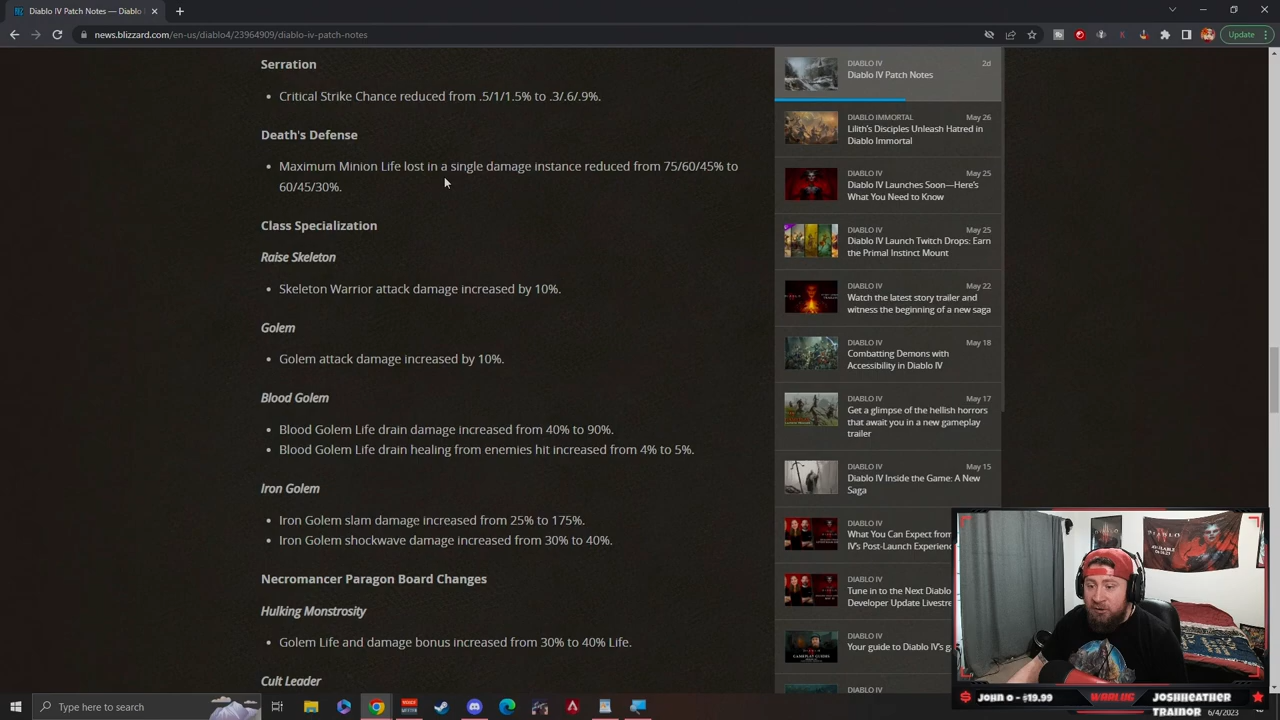 Diablo IV Patch Notes — Diablo
Update
news.blizzard.com/en-us/diablo4/23964909/diablo-iv-patch-notes
Serration
Critical Strike Chance reduced from .5/1/1.5% to .3/.6/.9%.
Death's Defense
Maximum Minion Life lost in a single damage instance reduced from 75/60/45% to
60/45/30%.
Class Specialization
Raise Skeleton
Skeleton Warrior attack damage increased by 10%.
Golem
Golem attack damage increased by 10%.
Blood Golem
Blood Golem Life drain damage increased from 40% to 90%.
Blood Golem Life drain healing from enemies hit increased from 4% to 5%.
Iron Golem
Iron Golem slam damage increased from 25% to 175%.
Iron Golem shockwave damage increased from 30% to 40%.
Necromancer Paragon Board Changes
Hulking Monstrosity
Golem Life and damage bonus increased from 30% to 40% Life.
Cult Leader
DIABLO IV 2d
Diablo IV Patch Notes
DIABLO IMMORTAL May 26
Lilith's Disciples Unleash Hatred in
Diablo Immortal
DIABLO IV May 25
Diablo IV Launches Soon—Here's
What You Need to Know
DIABLO IV May 25
Diablo IV Launch Twitch Drops: Earn
the Primal Instinct Mount
DIABLO IV May 22
Watch the latest story trailer and
witness the beginning of a new saga
DIABLO IV May 18
Combatting Demons with
Accessibility in Diablo IV
DIABLO IV May 17
Get a glimpse of the hellish horrors
that await you in a new gameplay
trailer
DIABLO IV May 15
Diablo IV Inside the Game: A New
Saga
DIABLO IV
What You Can Expect from
IV's Post-Launch Experienc
DIABLO IV
Tune in to the Next Diablo
Developer Update Livestre
DIABLO IV
Your guide to Diablo IV's g
DIABLO IV
DIABLO
JOHN O - $19.99
WARLUG
JOSHHEATHER
TRAINOR
Type here to search
6/4/2023